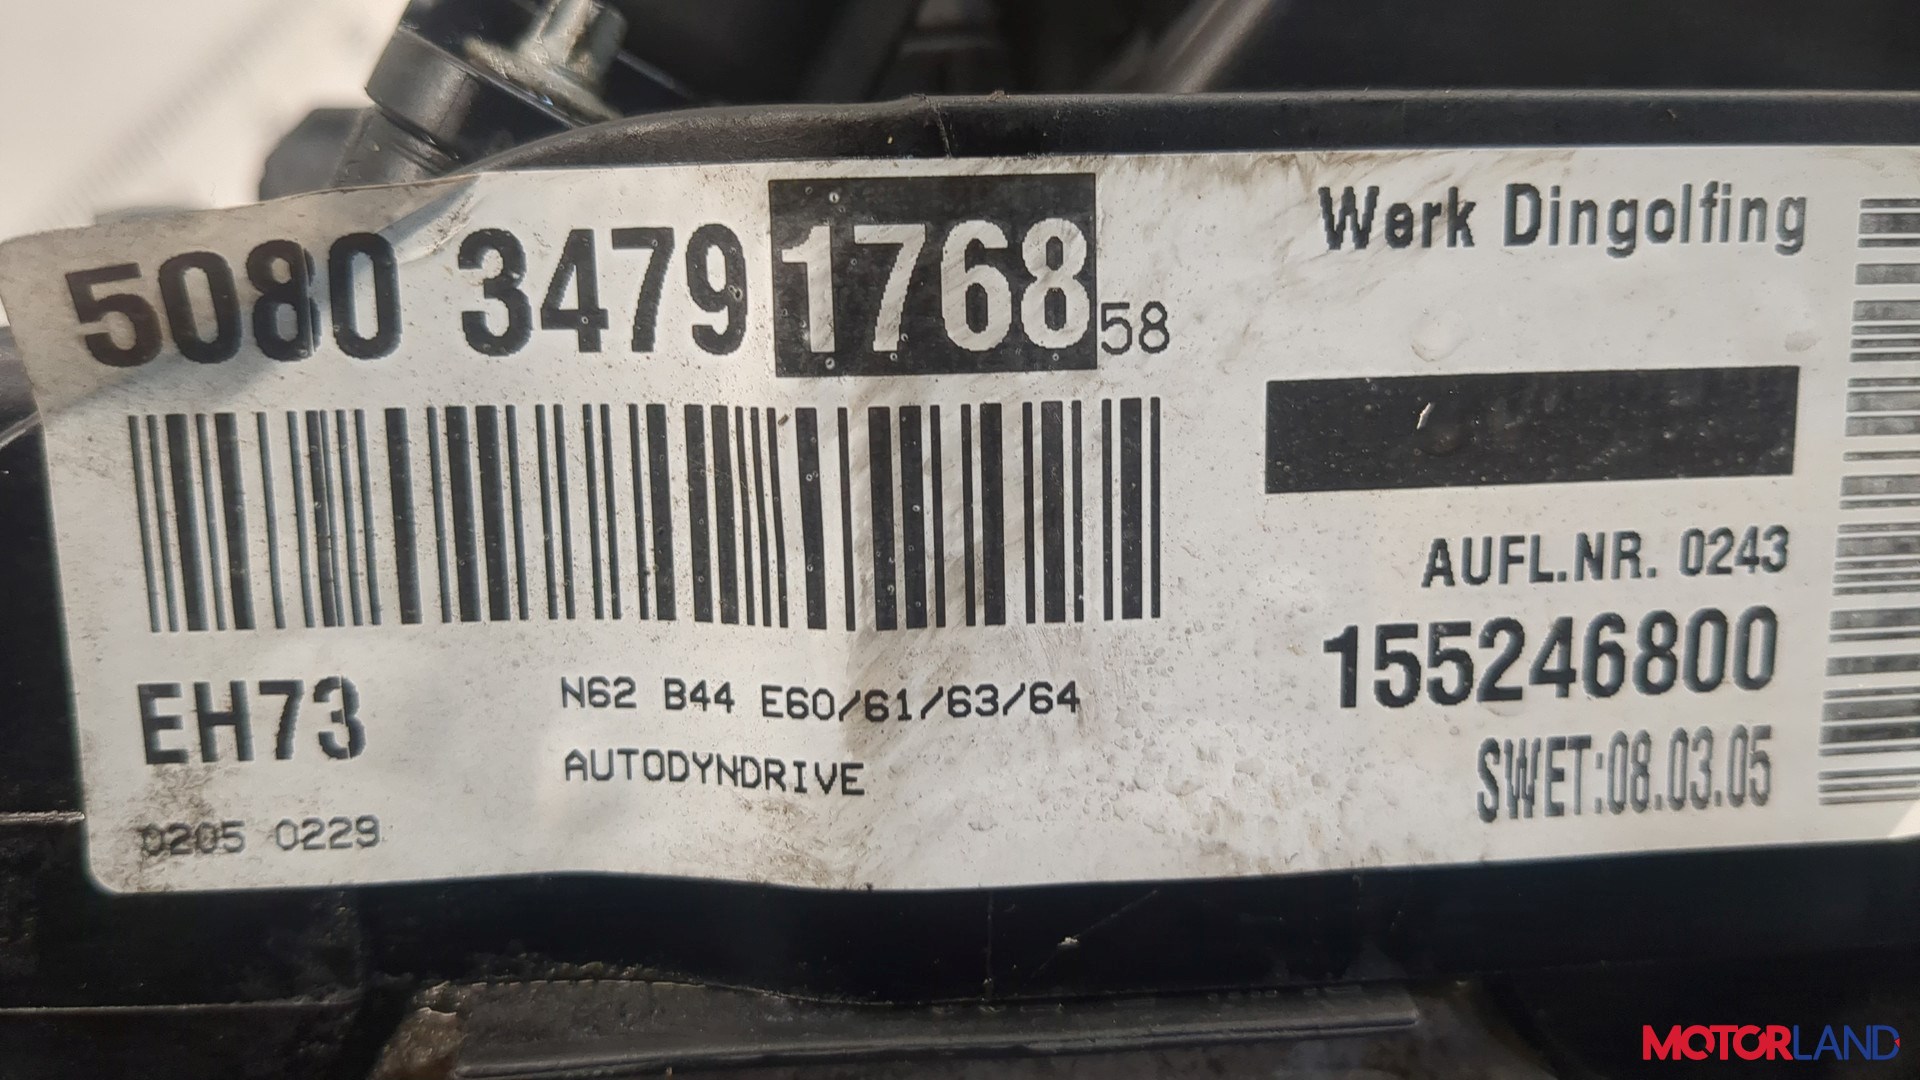 5080 3479 1768 58
Werk Dingolfing
AUFL.NR. 0243
155246800
SWET:08.03.05
EH73
N62 B44 E60/61/63/64
AUTODYNDRIVE
0205 0229
MOTORLAND